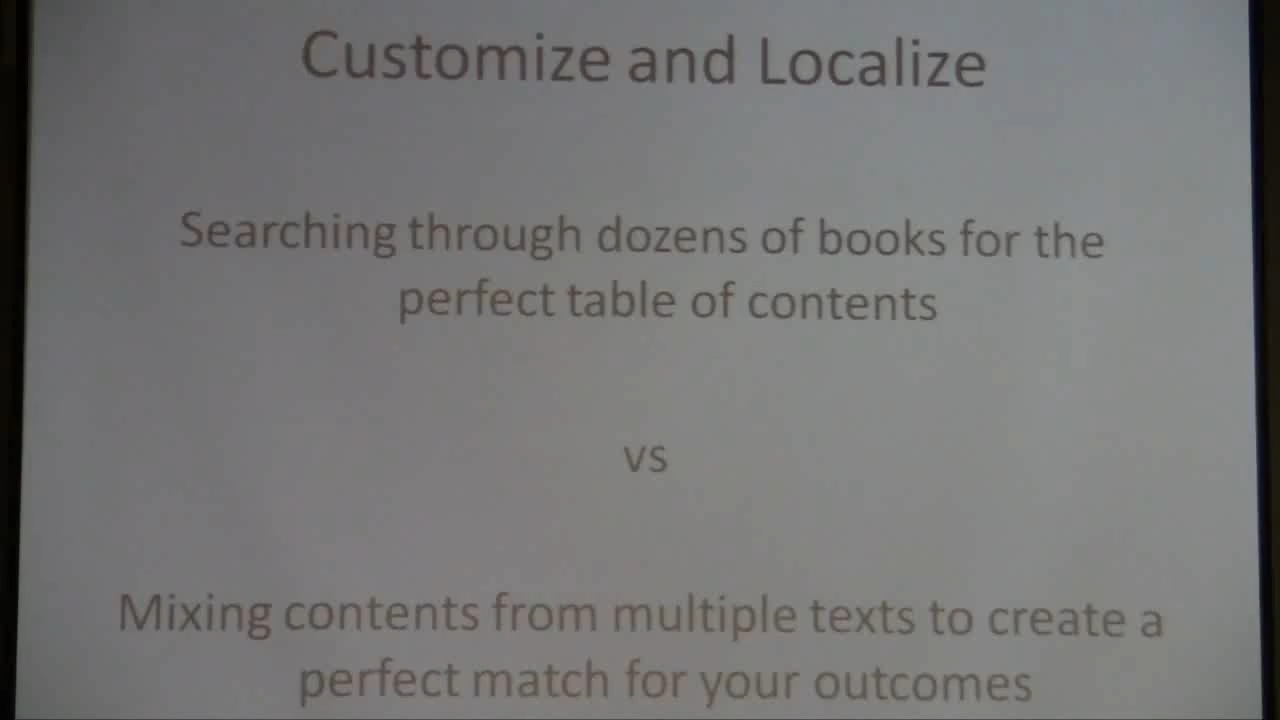 Customize and Localize
Searching through dozens of books for the
perfect table of contents
vs
Mixing contents from multiple texts to create a
perfect match for your outcomes